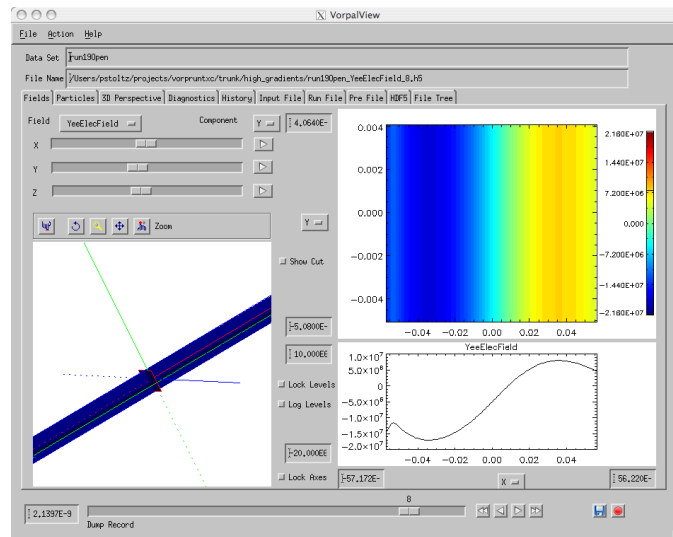 VorpalView
File Action Help
Data Set run190pen
File Name /Users/pstoltz/projects/vorpruntxc/trunk/high_gradients/run190pen_YeeElecField_8.h5
Fields Particles 3D Perspective Diagnostics History Input File Run File Pre File HDF5 File Tree
Field YeeElecField Component Y 4.0640E-
X
Y
Z
Zoom
Y
Show Cut
-5.0800E-
10.000EE
Lock Levels
Log Levels
-20.000EE
Lock Axes
0.004
0.002
0.000
-0.002
-0.004
-0.04 -0.02 0.00 0.02 0.04
2.160E+07
1.440E+07
7.200E+06
0.000
-7.200E+06
-1.440E+07
-2.160E+07
YeeElecField
1.0×10⁷
5.0×10⁶
0
-5.0×10⁶
-1.0×10⁷
-1.5×10⁷
-2.0×10⁷
-0.04 -0.02 0.00 0.02 0.04
-57.172E- X 56.220E-
8
2.1397E-9
Dump Record